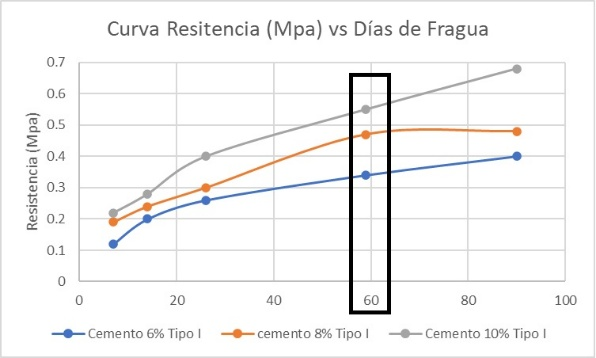 Curva Resitencia (Mpa) vs Días de Fragua
Resistencia (Mpa)
0.7
0.6
0.5
0.4
0.3
0.2
0.1
0
0 20 40 60 80 100
Cemento 6% Tipo I cemento 8% Tipo I Cemento 10% Tipo I